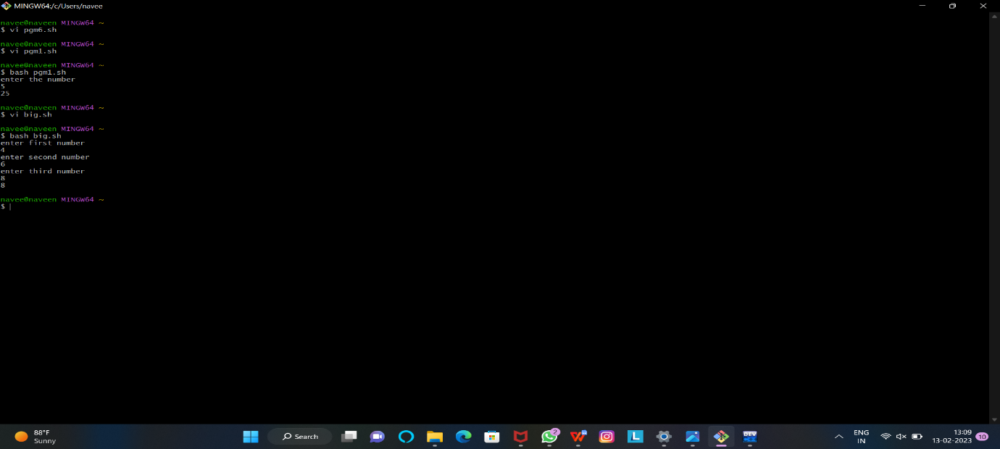 MINGW64:/c/Users/navee
navee@naveen MINGW64 ~
$ vi pgm6.sh
navee@naveen MINGW64 ~
$ vi pgm1.sh
navee@naveen MINGW64 ~
$ bash pgm1.sh
enter the number
5
25
navee@naveen MINGW64 ~
$ vi big.sh
navee@naveen MINGW64 ~
$ bash big.sh
enter first number
4
enter second number
6
enter third number
8
8
navee@naveen MINGW64 ~
$
88°F
Sunny
Search
2
L
DEV
ENG
IN
13:09
13-02-2023
10